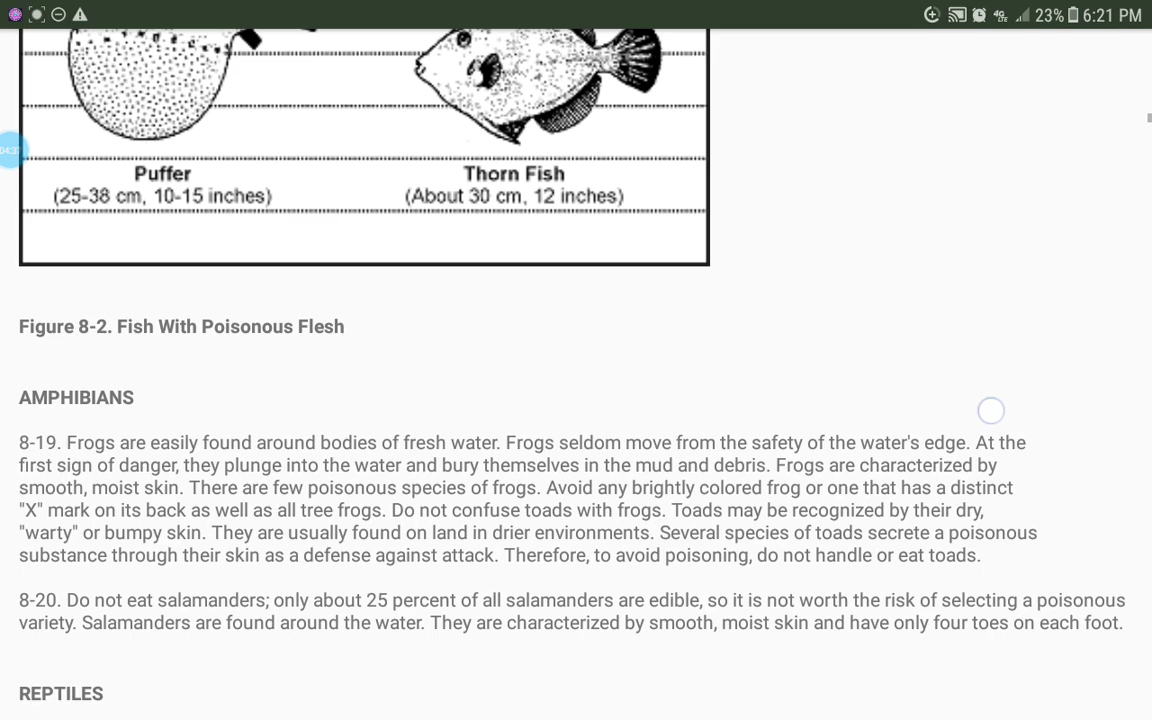 23% 6:21 PM
Puffer Thorn Fish
(25-38 cm, 10-15 inches) (About 30 cm, 12 inches)
Figure 8-2. Fish With Poisonous Flesh
AMPHIBIANS
8-19. Frogs are easily found around bodies of fresh water. Frogs seldom move from the safety of the water's edge. At the
first sign of danger, they plunge into the water and bury themselves in the mud and debris. Frogs are characterized by
smooth, moist skin. There are few poisonous species of frogs. Avoid any brightly colored frog or one that has a distinct
"X" mark on its back as well as all tree frogs. Do not confuse toads with frogs. Toads may be recognized by their dry,
"warty" or bumpy skin. They are usually found on land in drier environments. Several species of toads secrete a poisonous
substance through their skin as a defense against attack. Therefore, to avoid poisoning, do not handle or eat toads.
8-20. Do not eat salamanders; only about 25 percent of all salamanders are edible, so it is not worth the risk of selecting a poisonous
variety. Salamanders are found around the water. They are characterized by smooth, moist skin and have only four toes on each foot.
REPTILES